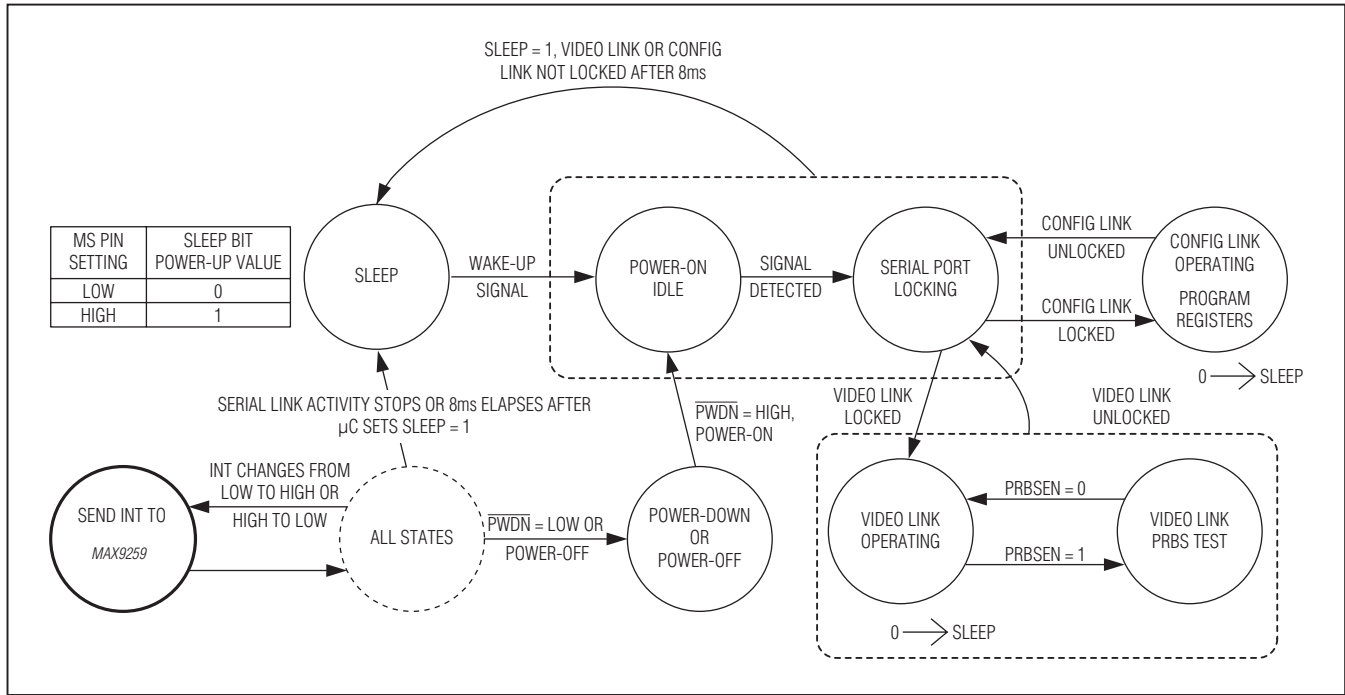 SLEEP = 1, VIDEO LINK OR CONFIG
LINK NOT LOCKED AFTER 8ms
MS PIN
SETTING
SLEEP BIT
POWER-UP VALUE
LOW
0
HIGH
1
SLEEP
WAKE-UP
SIGNAL
POWER-ON
IDLE
SIGNAL
DETECTED
SERIAL PORT
LOCKING
CONFIG LINK
UNLOCKED
CONFIG LINK
LOCKED
CONFIG LINK
OPERATING
PROGRAM
REGISTERS
0 → SLEEP
SERIAL LINK ACTIVITY STOPS OR 8ms ELAPSES AFTER
µC SETS SLEEP = 1
PWDN = HIGH,
POWER-ON
VIDEO LINK
LOCKED
VIDEO LINK
UNLOCKED
INT CHANGES FROM
LOW TO HIGH OR
HIGH TO LOW
SEND INT TO
MAX9259
ALL STATES
PWDN = LOW OR
POWER-OFF
POWER-DOWN
OR
POWER-OFF
VIDEO LINK
OPERATING
PRBSEN = 0
PRBSEN = 1
VIDEO LINK
PRBS TEST
0 → SLEEP